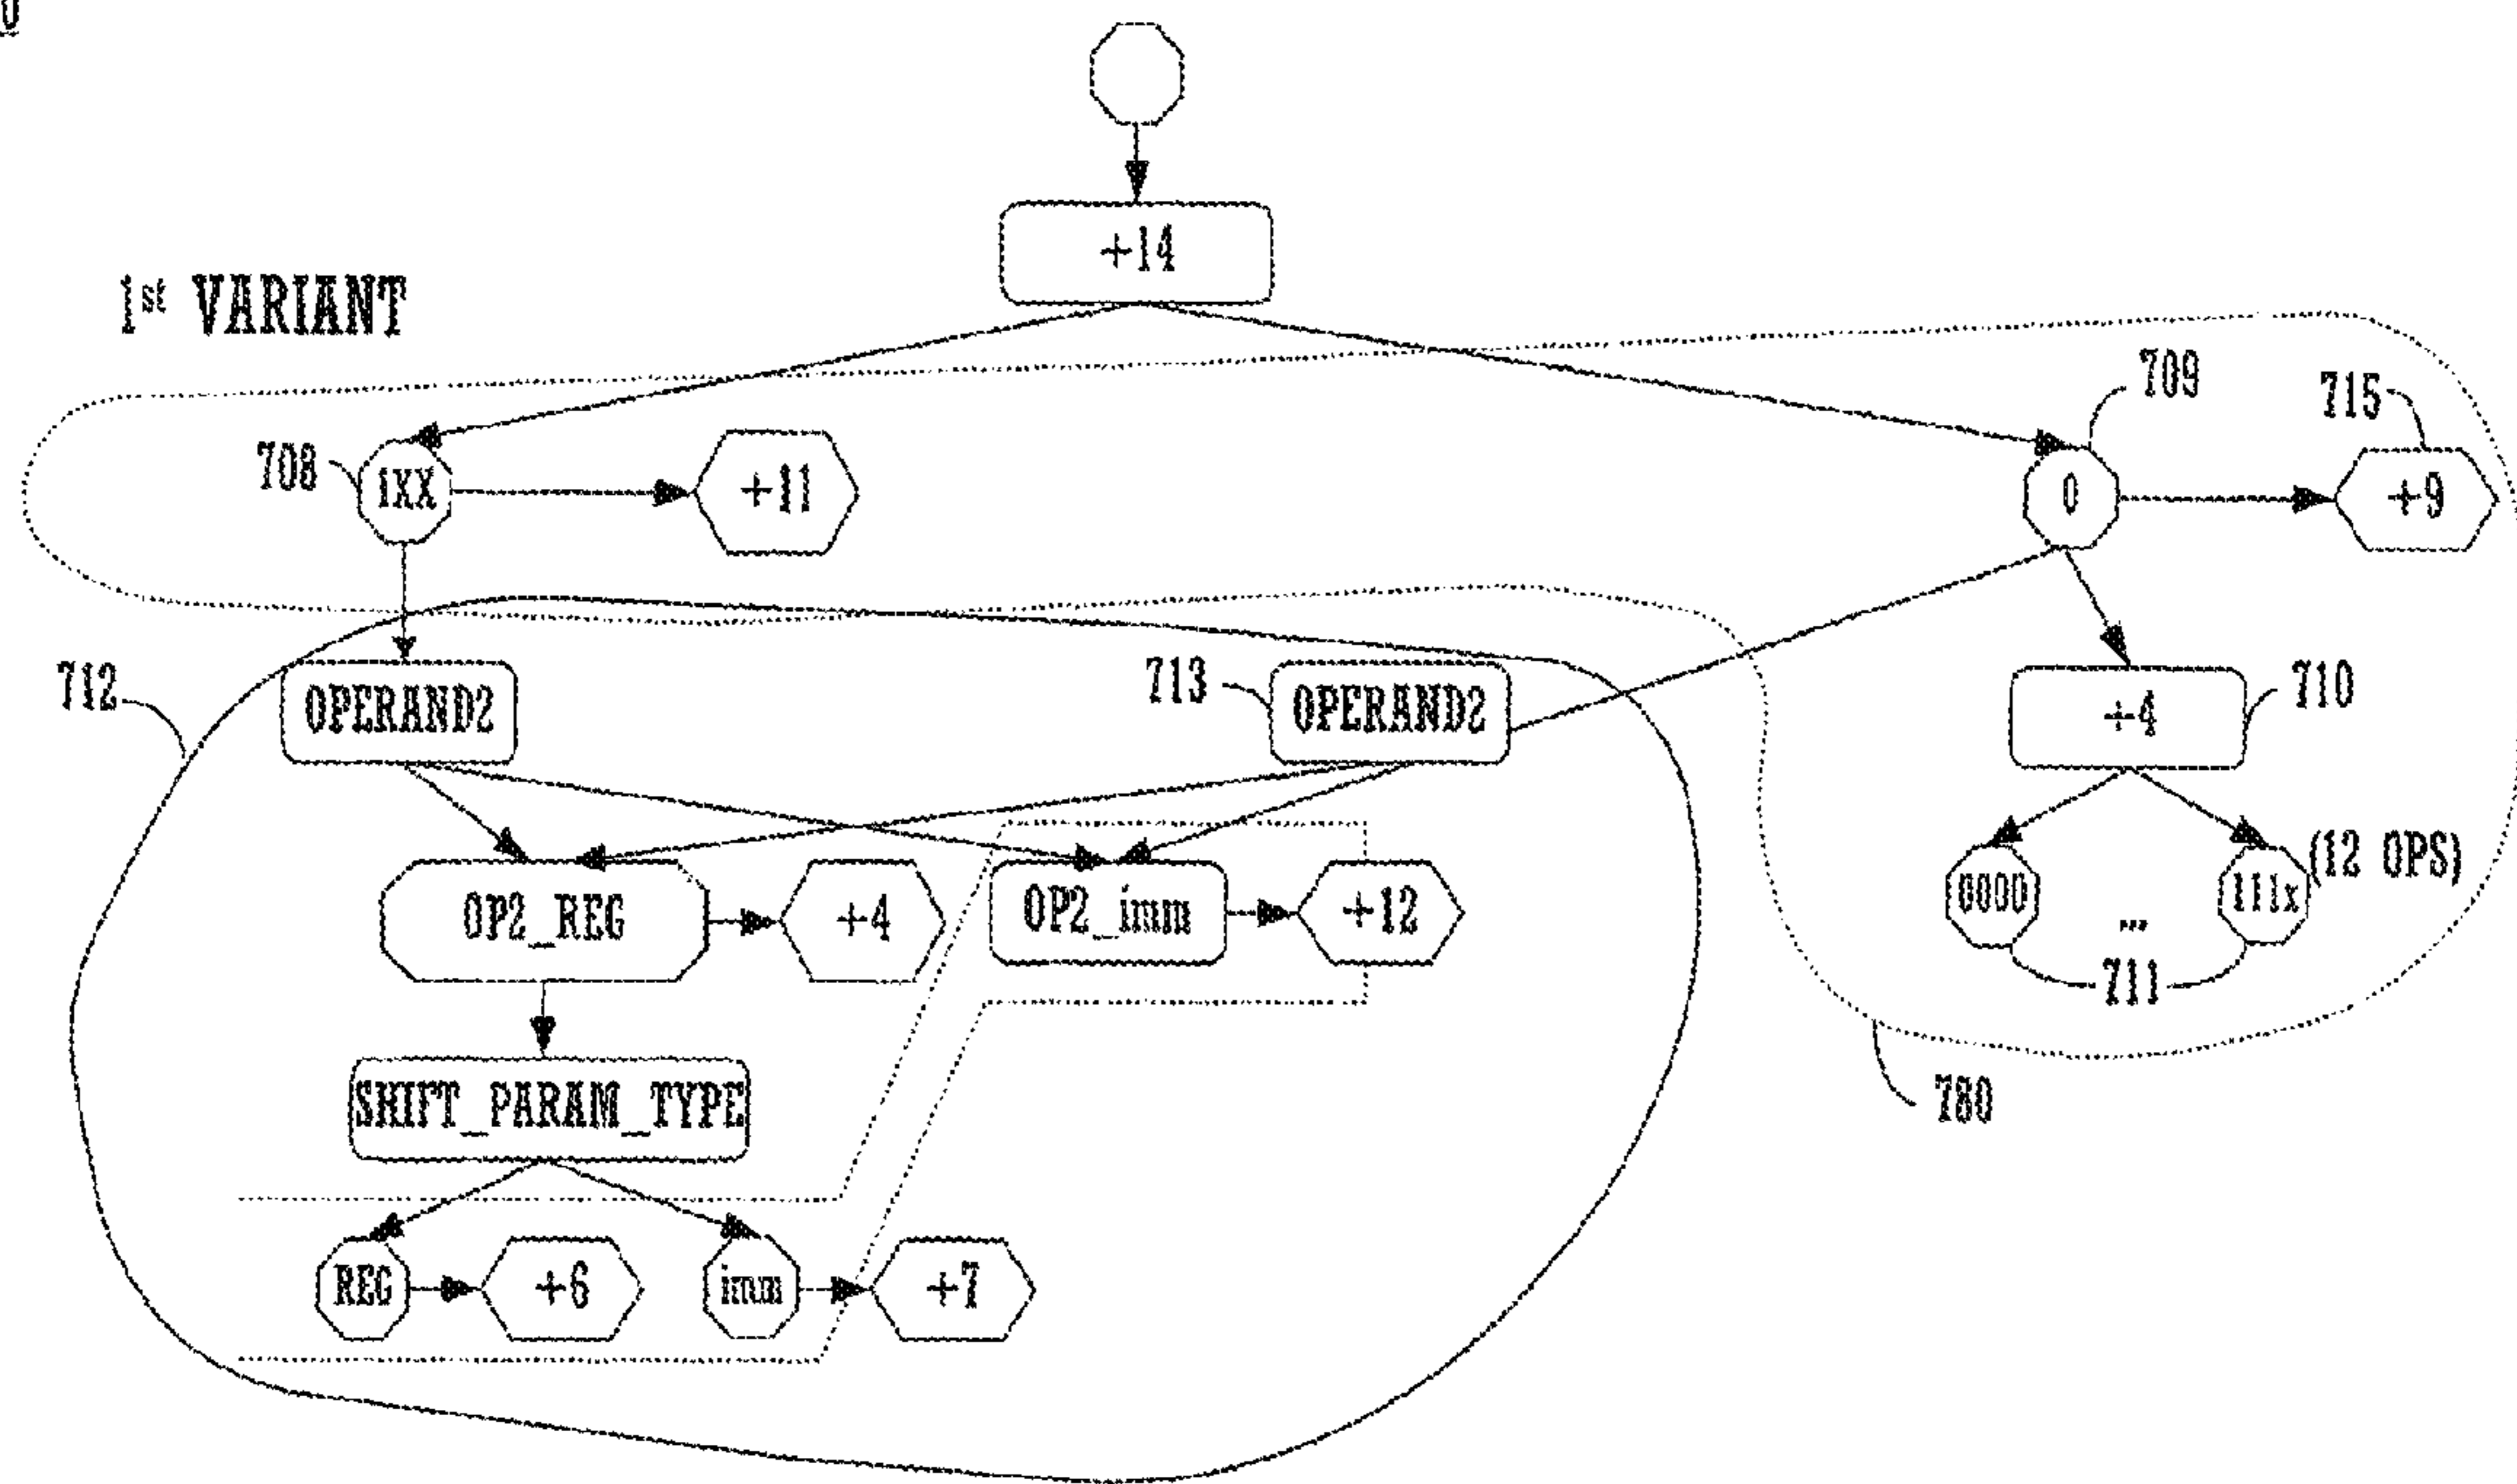 +14
1st VARIANT
709
715
708
1XX
+11
0
+9
712
OPERAND2
713
OPERAND2
+4
710
OP2_REG
+4
OP2_imm
+12
0000
...
111x
(12 OPS)
711
780
SHIFT_PARAM_TYPE
REG
+6
imm
+7